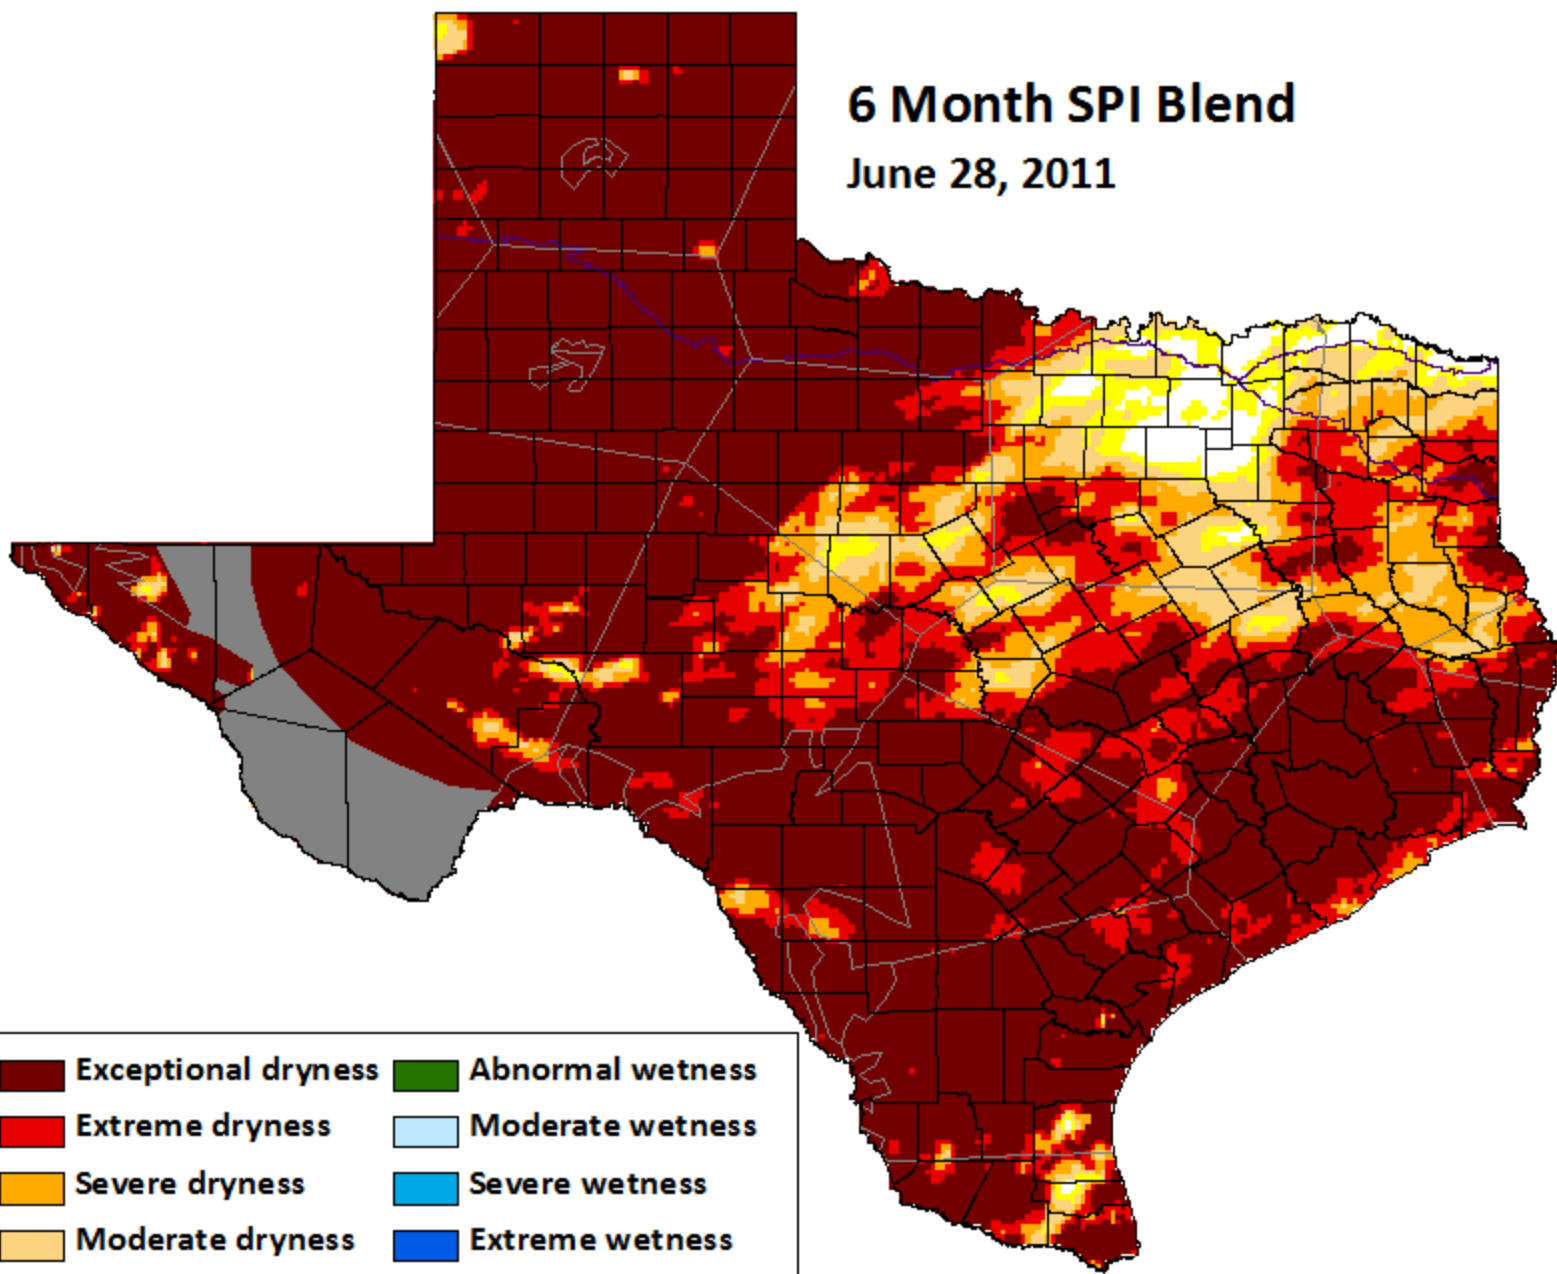 6 Month SPI Blend
June 28, 2011
Exceptional dryness
Abnormal wetness
Extreme dryness
Moderate wetness
Severe dryness
Severe wetness
Moderate dryness
Extreme wetness